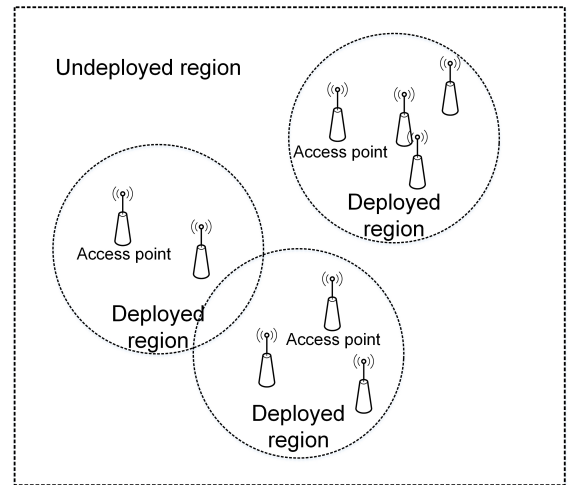 Undeployed region
Access point
Deployed
region
Access point
Deployed
region
Access point
Deployed
region